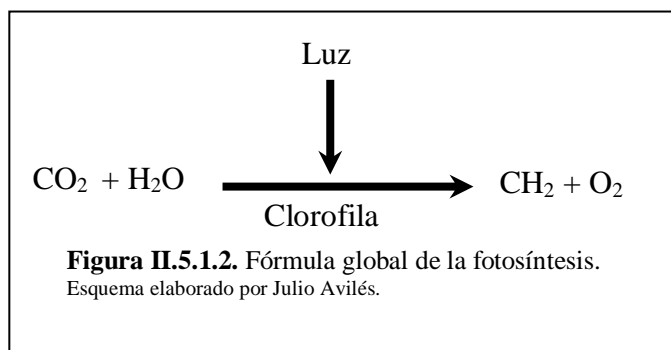 Luz
CO₂ + H₂O CH₂ + O₂
Clorofila
Figura II.5.1.2. Fórmula global de la fotosíntesis.
Esquema elaborado por Julio Avilés.